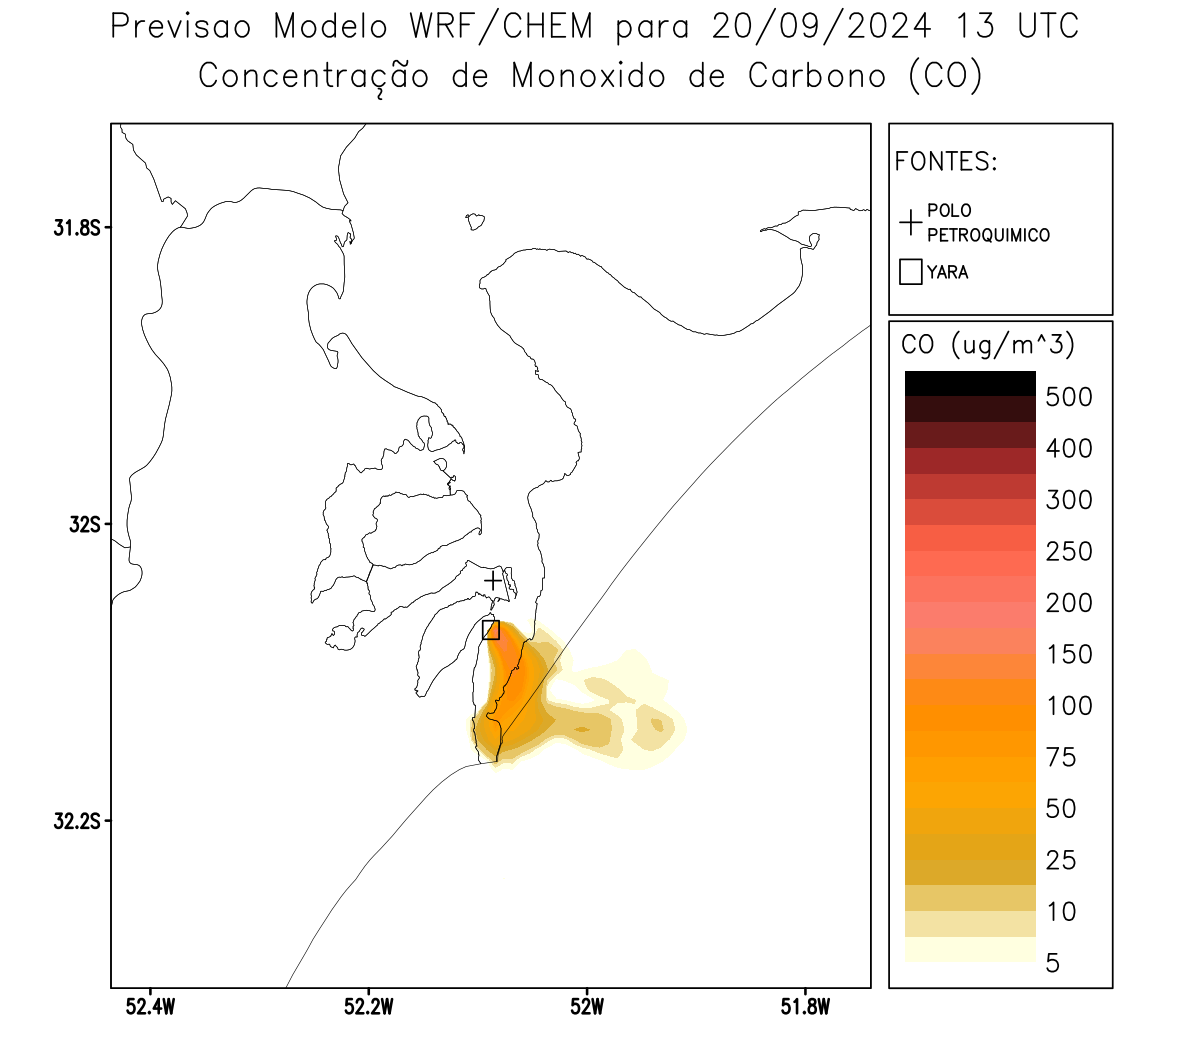 Previsao Modelo WRF/CHEM para 20/09/2024 13 UTC
Concentração de Monoxido de Carbono (CO)
FONTES:
POLO
PETROQUIMICO
YARA
CO (ug/m^3)
500
400
300
250
200
150
100
75
50
25
10
5
31.8S
32S
32.2S
52.4W
52.2W
52W
51.8W